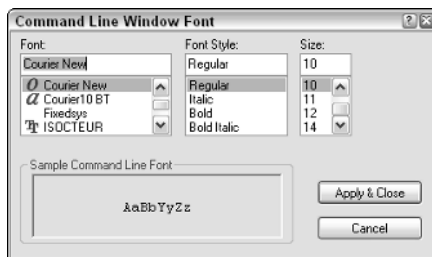 Command Line Window Font
Font: Font Style: Size:
Courier New Regular 10
Courier New Regular 10
Courier10 BT Italic 11
Fixedsys Bold 12
ISOCTEUR Bold Italic 14
Sample Command Line Font
AaBbYyZz
Apply & Close
Cancel